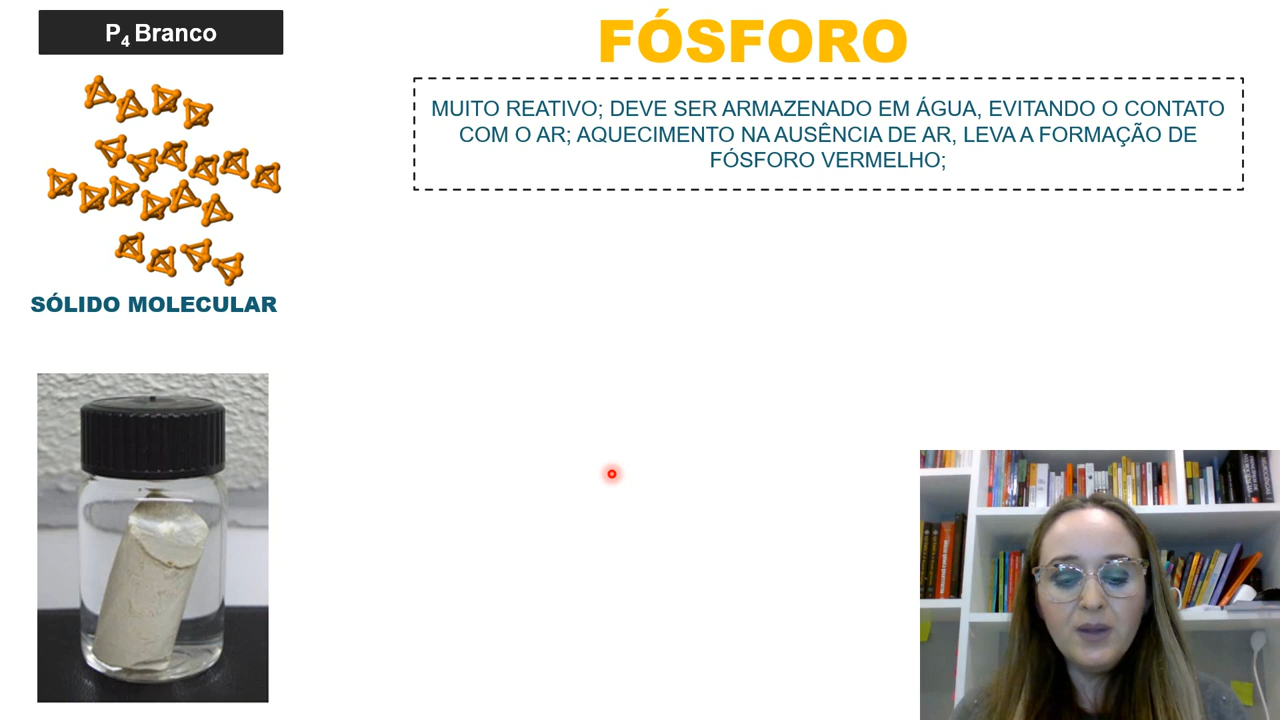 P4 Branco
FÓSFORO
MUITO REATIVO; DEVE SER ARMAZENADO EM ÁGUA, EVITANDO O CONTATO
COM O AR; AQUECIMENTO NA AUSÊNCIA DE AR, LEVA A FORMAÇÃO DE
FÓSFORO VERMELHO;
SÓLIDO MOLECULAR